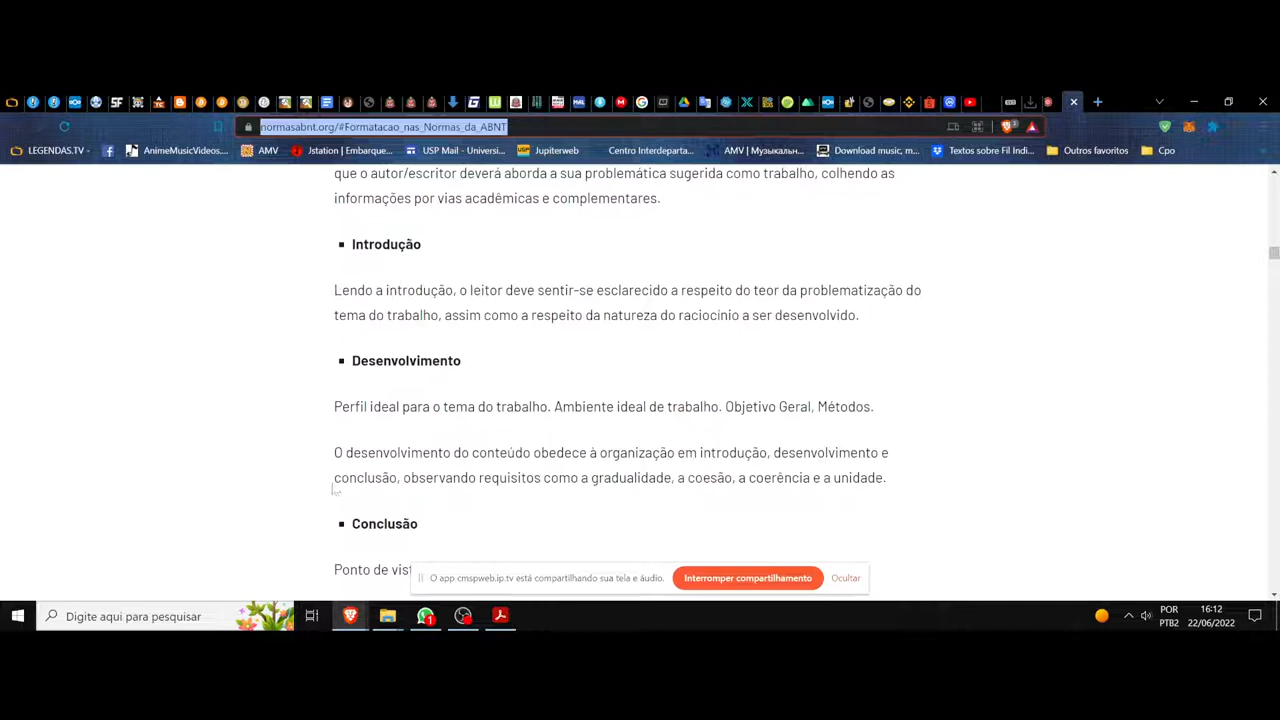 normasabnt.org/#Formatacao_nas_Normas_da_ABNT
LEGENDAS.TV
AnimeMusicVideos...
AMV
Jstation | Embarque...
USP Mail - Universi...
Jupiterweb
Centro Interdeparta...
AMV | Музыкальн...
Download music, m...
Textos sobre Fil Indi...
Outros favoritos
Cpo
que o autor/escritor deverá aborda a sua problemática sugerida como trabalho, colhendo as
informações por vias acadêmicas e complementares.
Introdução
Lendo a introdução, o leitor deve sentir-se esclarecido a respeito do teor da problematização do
tema do trabalho, assim como a respeito da natureza do raciocínio a ser desenvolvido.
Desenvolvimento
Perfil ideal para o tema do trabalho. Ambiente ideal de trabalho. Objetivo Geral, Métodos.
O desenvolvimento do conteúdo obedece à organização em introdução, desenvolvimento e
conclusão, observando requisitos como a gradualidade, a coesão, a coerência e a unidade.
Conclusão
Ponto de vist
O app cmspweb.ip.tv está compartilhando sua tela e áudio.
Interromper compartilhamento
Ocultar
Digite aqui para pesquisar
1
POR
PTB2
16:12
22/06/2022